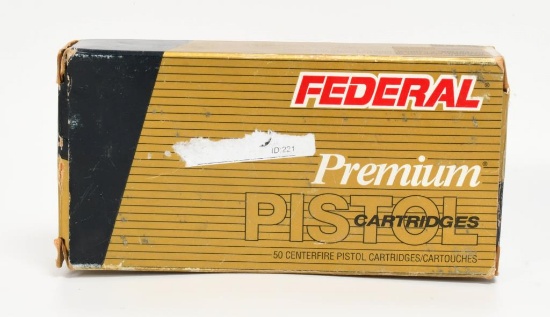 FEDERAL
ID:221
Premium
PISTOL
CARTRIDGES
50 CENTERFIRE PISTOL CARTRIDGES/CARTOUCHES